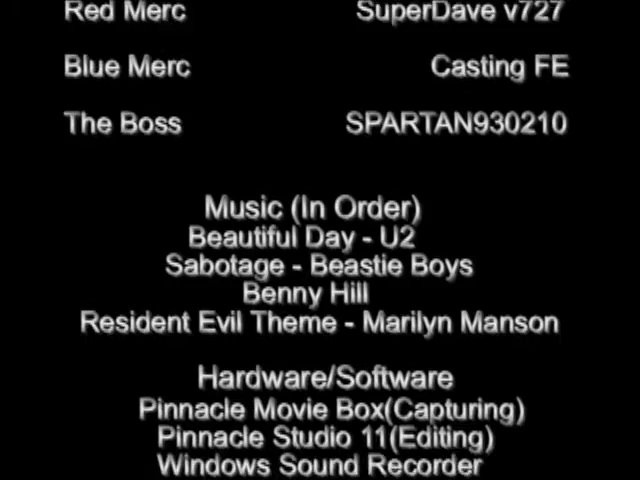 Red Merc SuperDave v727
Blue Merc Casting FE
The Boss SPARTAN930210
Music (In Order)
Beautiful Day - U2
Sabotage - Beastie Boys
Benny Hill
Resident Evil Theme - Marilyn Manson
Hardware/Software
Pinnacle Movie Box(Capturing)
Pinnacle Studio 11(Editing)
Windows Sound Recorder